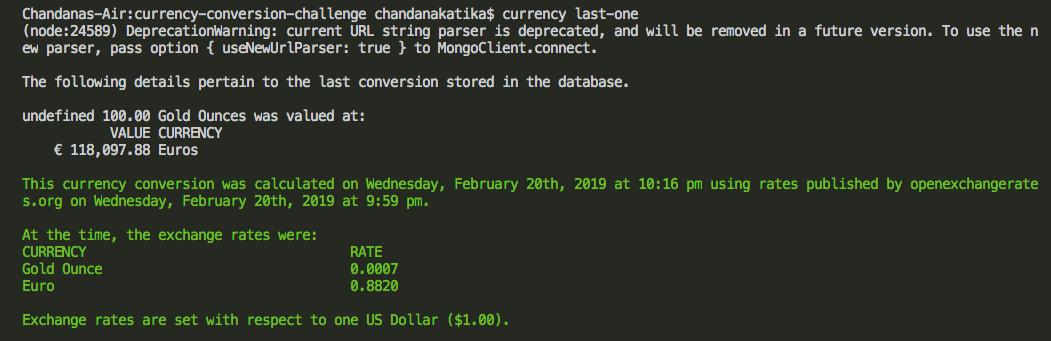 Chandanas-Air:currency-conversion-challenge chandanakatika$ currency last-one
(node:24589) DeprecationWarning: current URL string parser is deprecated, and will be removed in a future version. To use the n
ew parser, pass option { useNewUrlParser: true } to MongoClient.connect.
The following details pertain to the last conversion stored in the database.
undefined 100.00 Gold Ounces was valued at:
VALUE CURRENCY
€ 118,097.88 Euros
This currency conversion was calculated on Wednesday, February 20th, 2019 at 10:16 pm using rates published by openexchangerate
s.org on Wednesday, February 20th, 2019 at 9:59 pm.
At the time, the exchange rates were:
CURRENCY RATE
Gold Ounce 0.0007
Euro 0.8820
Exchange rates are set with respect to one US Dollar ($1.00).